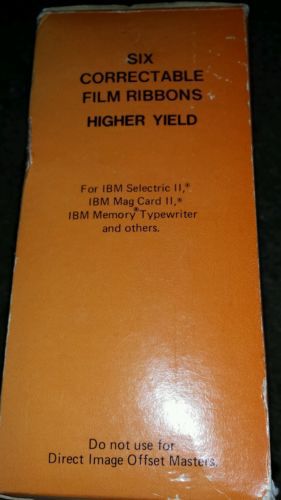 SIX
CORRECTABLE
FILM RIBBONS
HIGHER YIELD
For IBM Selectric II,®
IBM Mag Card II,®
IBM Memory® Typewriter
and others.
Do not use for
Direct Image Offset Masters.